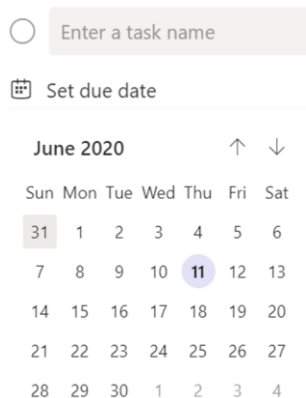 Enter a task name
Set due date
June 2020
Sun Mon Tue Wed Thu Fri Sat
31 1 2 3 4 5 6
7 8 9 10 11 12 13
14 15 16 17 18 19 20
21 22 23 24 25 26 27
28 29 30 1 2 3 4